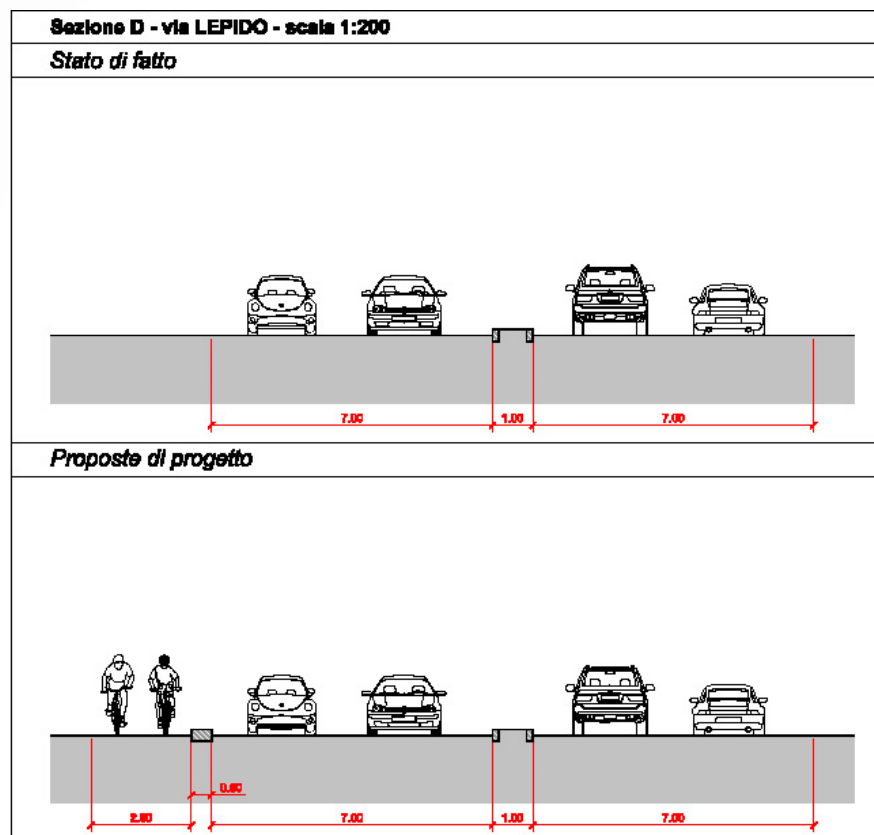 Sezione D - via LEPIDO - scala 1:200
Stato di fatto
7.00 1.00 7.00
Proposte di progetto
0.50
2.50 7.00 1.00 7.00